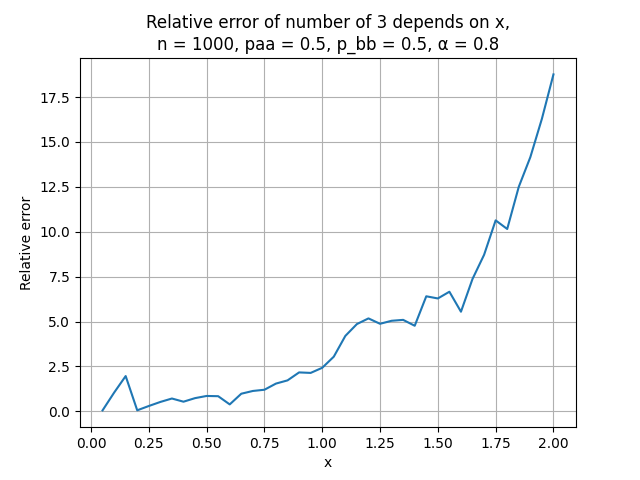 Relative error of number of 3 depends on x,
n = 1000, paa = 0.5, p_bb = 0.5, α = 0.8
17.5
15.0
12.5
10.0
7.5
5.0
2.5
0.0
Relative error
0.00 0.25 0.50 0.75 1.00 1.25 1.50 1.75 2.00
x